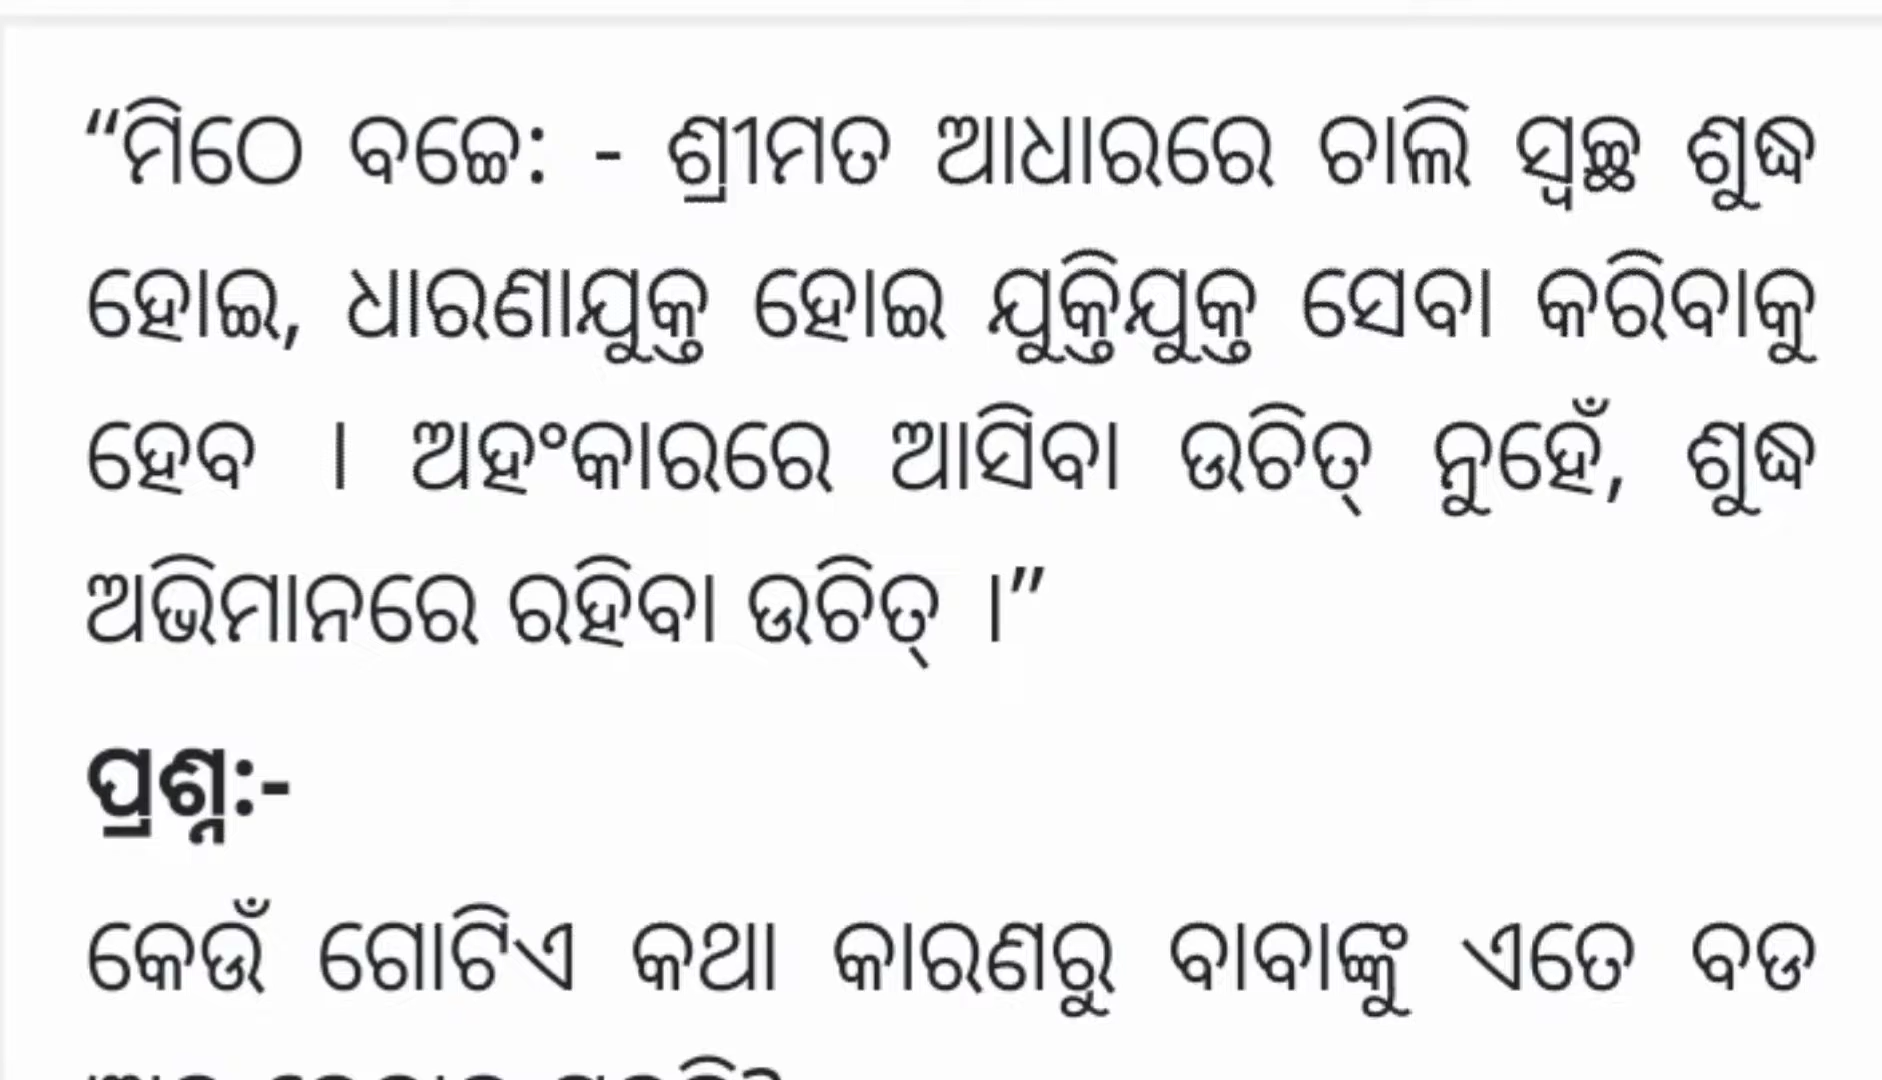 “ମିଠେ ବଚ୍ଚେ: - ଶ୍ରୀମତ ଆଧାରରେ ଚାଲି ସ୍ୱଚ୍ଛ ଶୁଦ୍ଧ
ହୋଇ, ଧାରଣାଯୁକ୍ତ ହୋଇ ଯୁକ୍ତିଯୁକ୍ତ ସେବା କରିବାକୁ
ହେବ । ଅହଂକାରରେ ଆସିବା ଉଚିତ୍ ନୁହେଁ, ଶୁଦ୍ଧ
ଅଭିମାନରେ ରହିବା ଉଚିତ୍ ।”
ପ୍ରଶ୍ନ:-
କେଉଁ ଗୋଟିଏ କଥା କାରଣରୁ ବାବାଙ୍କୁ ଏତେ ବଡ